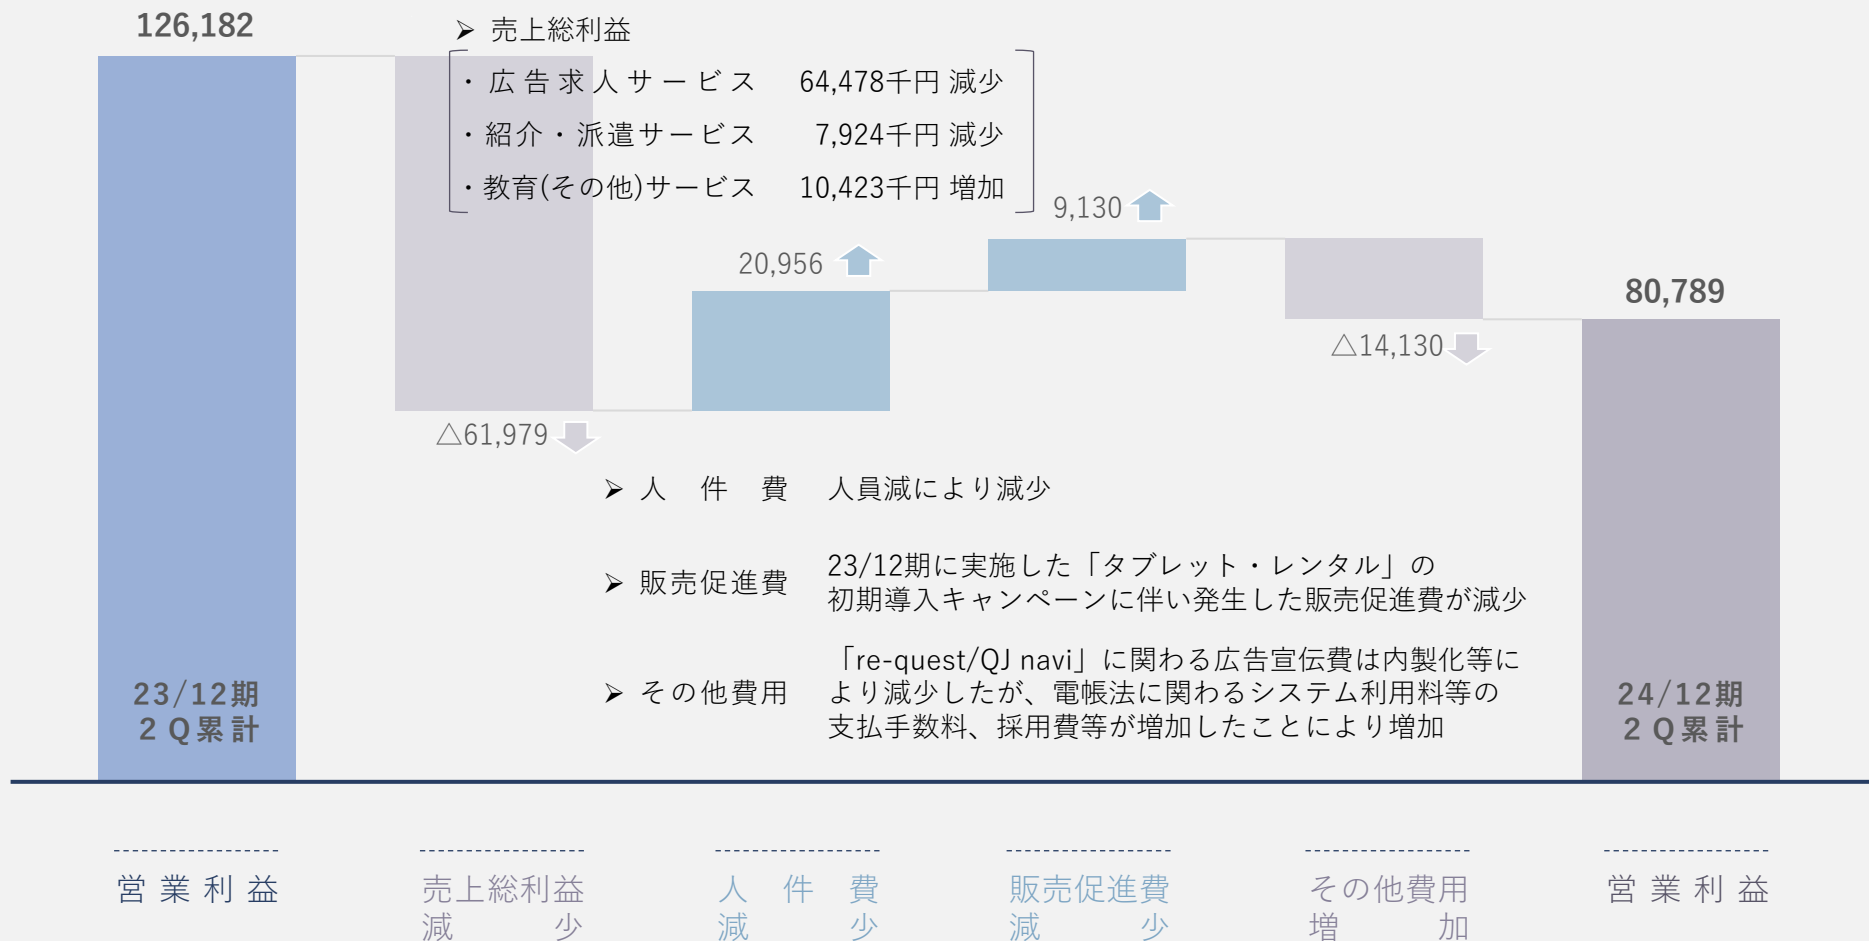 126,182
➢ 売上総利益
・広告求人サービス 64,478千円 減少
・紹介・派遣サービス 7,924千円 減少
・教育(その他)サービス 10,423千円 増加
9,130
20,956
80,789
△14,130
△61,979
➢ 人件費 人員減により減少
➢ 販売促進費 23/12期に実施した「タブレット・レンタル」の
初期導入キャンペーンに伴い発生した販売促進費が減少
➢ その他費用 「re-quest/QJ navi」に関わる広告宣伝費は内製化等に
より減少したが、電帳法に関わるシステム利用料等の
支払手数料、採用費等が増加したことにより増加
23/12期
2Q累計
24/12期
2Q累計
営業利益
売上総利益
減少
人件費
減少
販売促進費
減少
その他費用
増加
営業利益